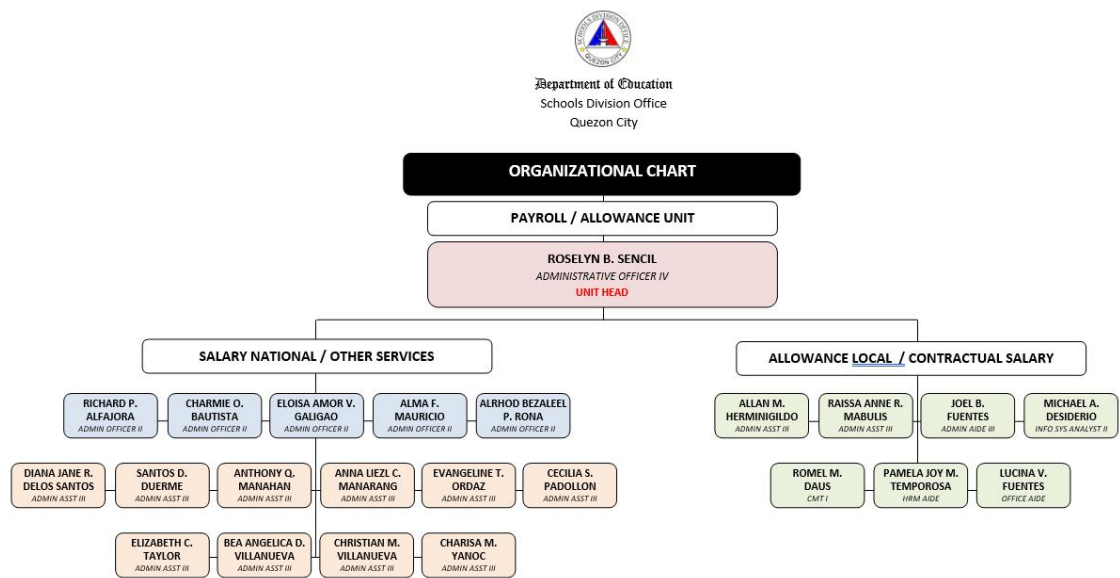 SCHOOLS DIVISION OFFICE
QUEZON CITY
Department of Education
Schools Division Office
Quezon City
ORGANIZATIONAL CHART
PAYROLL / ALLOWANCE UNIT
ROSELYN B. SENCIL
ADMINISTRATIVE OFFICER IV
UNIT HEAD
SALARY NATIONAL / OTHER SERVICES
RICHARD P.
ALFAJORA
ADMIN OFFICER II
CHARMIE O.
BAUTISTA
ADMIN OFFICER II
ELOISA AMOR V.
GALIGAO
ADMIN OFFICER II
ALMA F.
MAURICIO
ADMIN OFFICER II
ALRHOD BEZALEEL
P. RONA
ADMIN OFFICER II
DIANA JANE R.
DELOS SANTOS
ADMIN ASST III
SANTOS D.
DUERME
ADMIN ASST III
ANTHONY Q.
MANAHAN
ADMIN ASST III
ANNA LIEZL C.
MANARANG
ADMIN ASST III
EVANGELINE T.
ORDAZ
ADMIN ASST III
CECILIA S.
PADOLLON
ADMIN ASST III
ELIZABETH C.
TAYLOR
ADMIN ASST III
BEA ANGELICA D.
VILLANUEVA
ADMIN ASST III
CHRISTIAN M.
VILLANUEVA
ADMIN ASST III
CHARISA M.
YANOC
ADMIN ASST III
ALLOWANCE LOCAL / CONTRACTUAL SALARY
ALLAN M.
HERMINIGILDO
ADMIN ASST III
RAISSA ANNE R.
MABULIS
ADMIN ASST III
JOEL B.
FUENTES
ADMIN AIDE III
MICHAEL A.
DESIDERIO
INFO SYS ANALYST II
ROMEL M.
DAUS
CMT I
PAMELA JOY M.
TEMPOROSA
HRM AIDE
LUCINA V.
FUENTES
OFFICE AIDE